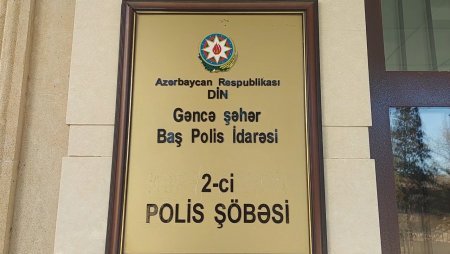 Azərbaycan Respublikası
DİN
Gəncə şəhər
Baş Polis İdarəsi
2-ci
POLİS ŞÖBƏSİ